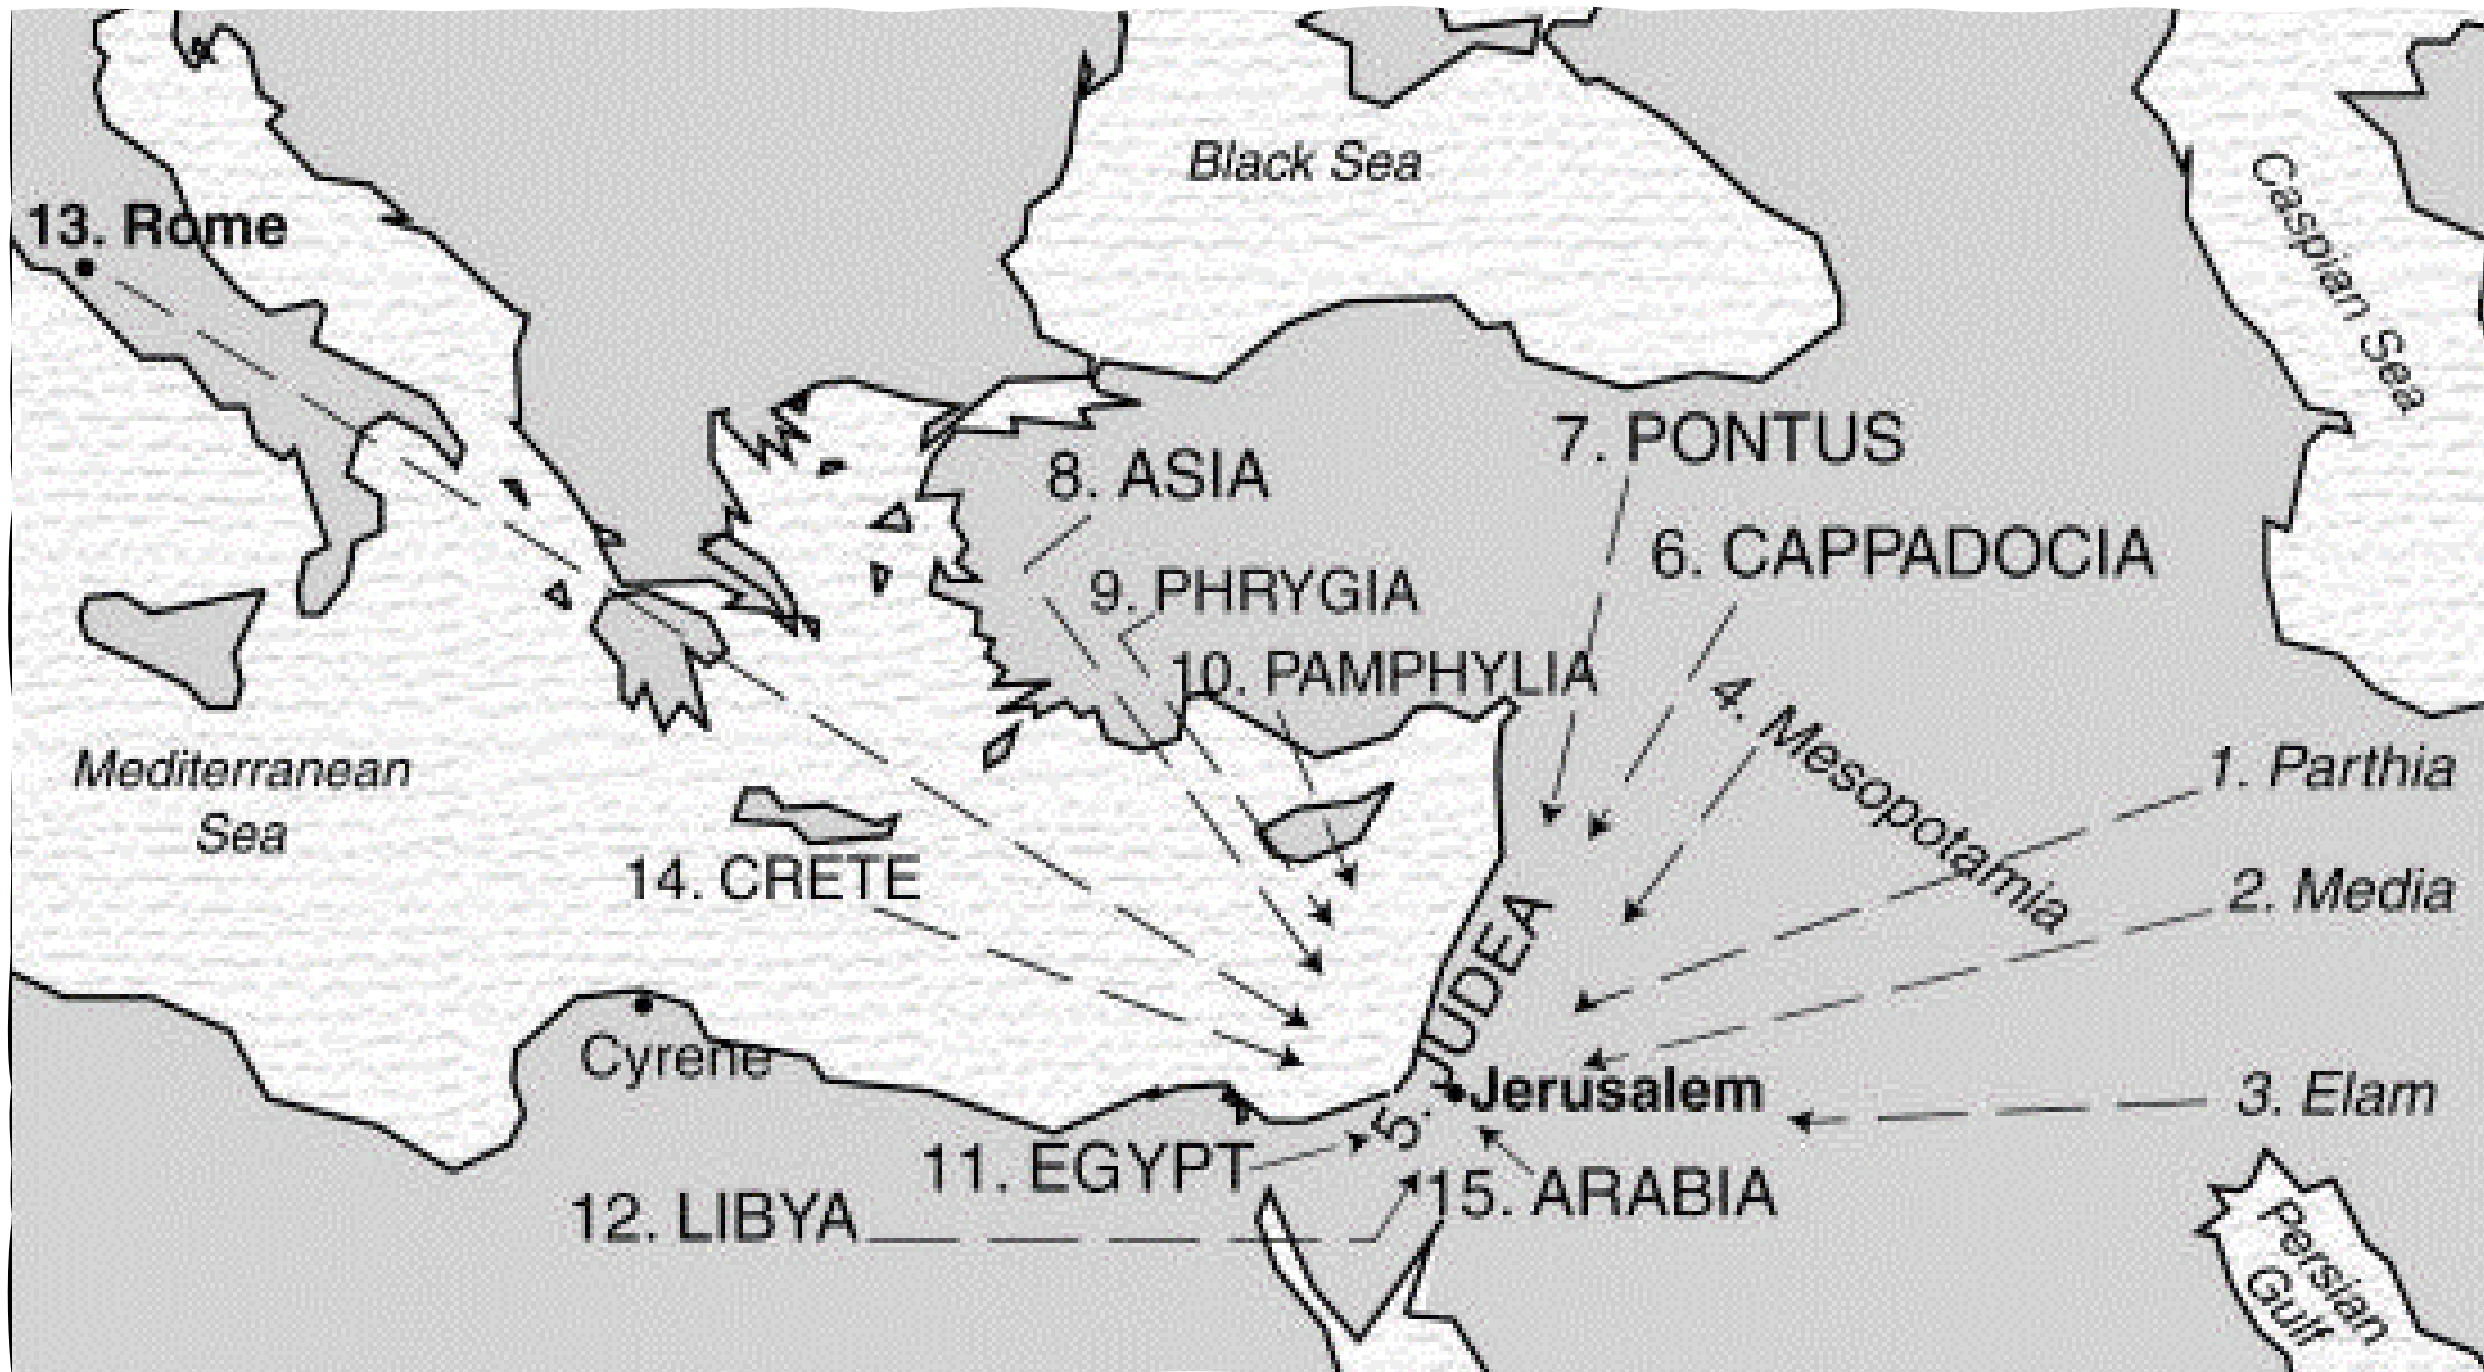 Black Sea
Caspian Sea
13. Rome
7. PONTUS
8. ASIA
6. CAPPADOCIA
9. PHRYGIA
10. PAMPHYLIA
4. Mesopotamia
Mediterranean
Sea
1. Parthia
14. CRETE
2. Media
5. JUDEA
Cyrene
Jerusalem
3. Elam
11. EGYPT
12. LIBYA
15. ARABIA
Persian
Gulf